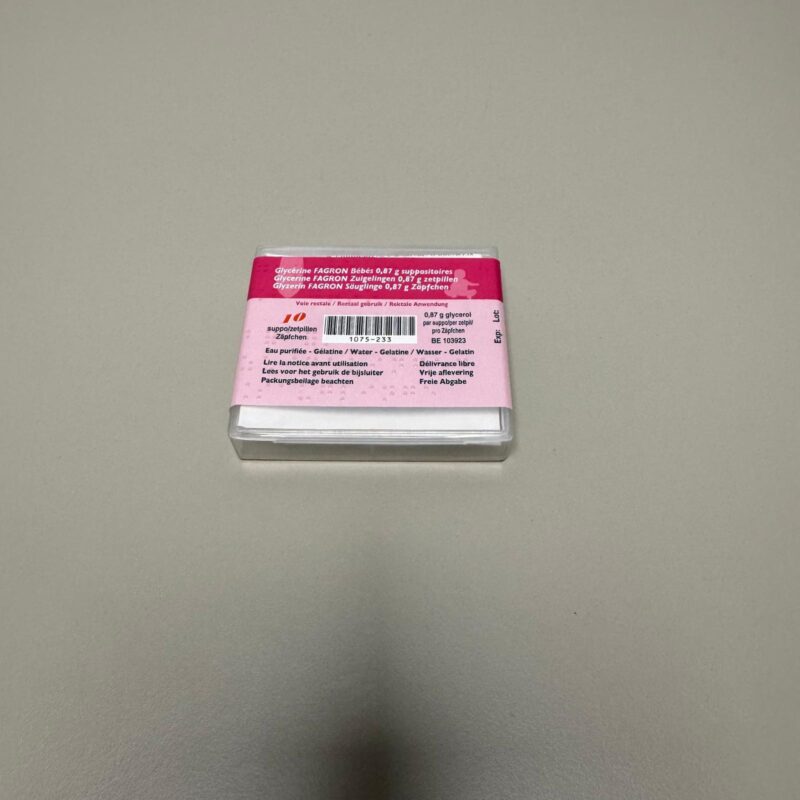 Glycérine FAGRON Bébés 0,87 g suppositoires
Glycerine FAGRON Zuigelingen 0,87 g zetpillen
Glyzerin FAGRON Säuglinge 0,87 g Zäpfchen
Voie rectale / Rectaal gebruik / Rektale Anwendung
10
suppo/zetpillen
Zäpfchen
1075-233
0,87 g glycerol
par suppo/per zetpil/
pro Zäpfchen
BE 103923
Exp: Lot:
Eau purifiée - Gélatine / Water - Gelatine / Wasser - Gelatin
Lire la notice avant utilisation
Lees voor het gebruik de bijsluiter
Packungsbeilage beachten
Délivrance libre
Vrije aflevering
Freie Abgabe